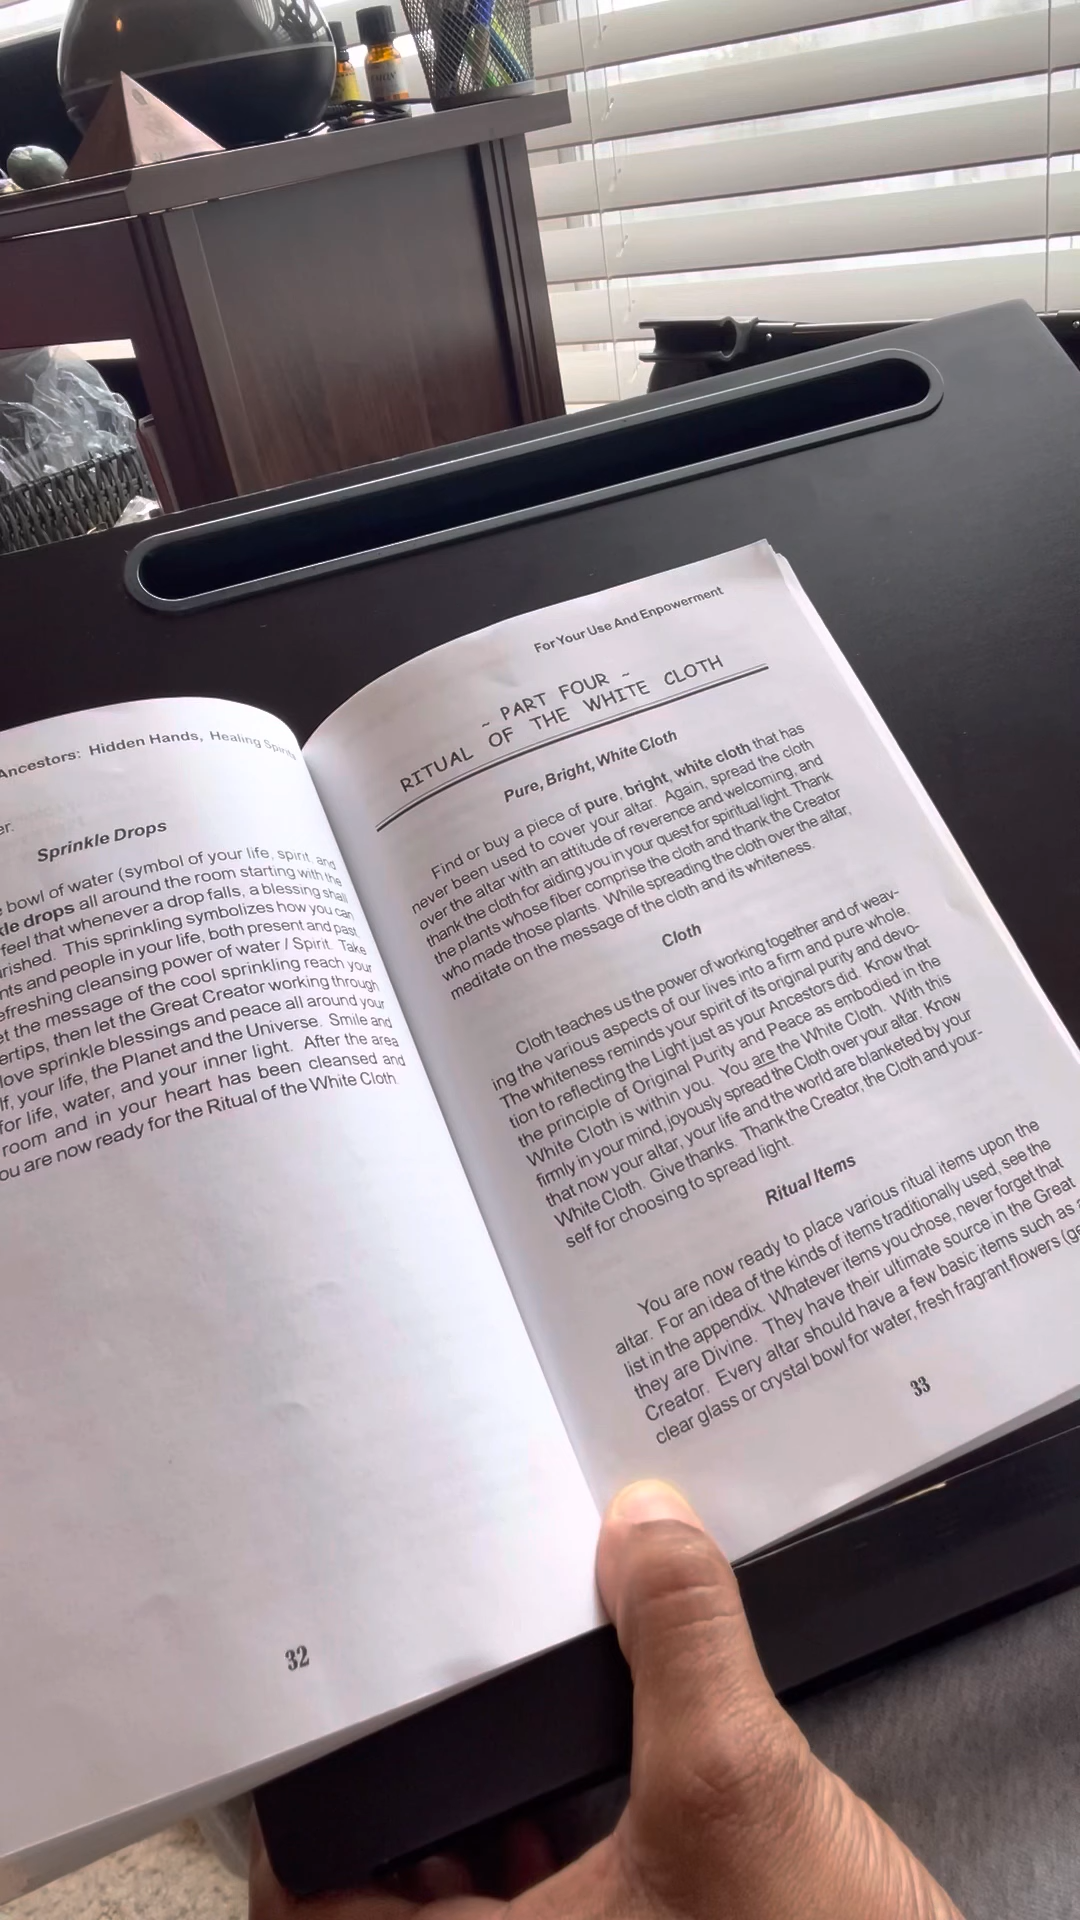 Ancestors: Hidden Hands, Healing Spirits
er.
Sprinkle Drops
bowl of water (symbol of your life, spirit, and
kle drops all around the room starting with the
feel that whenever a drop falls, a blessing shall
rished. This sprinkling symbolizes how you can
nts and people in your life, both present and past.
efreshing cleansing power of water / Spirit. Take
et the message of the cool sprinkling reach your
ertips, then let the Great Creator working through
love sprinkle blessings and peace all around your
lf, your life, the Planet and the Universe. Smile and
for life, water, and your inner light. After the area
room and in your heart has been cleansed and
ou are now ready for the Ritual of the White Cloth.
32
For Your Use And Enpowerment
~ PART FOUR ~
RITUAL OF THE WHITE CLOTH
Pure, Bright, White Cloth
Find or buy a piece of pure, bright, white cloth that has
never been used to cover your altar. Again, spread the cloth
over the altar with an attitude of reverence and welcoming, and
thank the cloth for aiding you in your quest for spiritual light. Thank
the plants whose fiber comprise the cloth and thank the Creator
who made those plants. While spreading the cloth over the altar,
meditate on the message of the cloth and its whiteness.
Cloth
Cloth teaches us the power of working together and of weav-
ing the various aspects of our lives into a firm and pure whole.
The whiteness reminds your spirit of its original purity and devo-
tion to reflecting the Light just as your Ancestors did. Know that
the principle of Original Purity and Peace as embodied in the
White Cloth is within you. You are the White Cloth. With this
firmly in your mind, joyously spread the Cloth over your altar. Know
that now your altar, your life and the world are blanketed by your
White Cloth. Give thanks. Thank the Creator, the Cloth and your-
self for choosing to spread light.
Ritual Items
You are now ready to place various ritual items upon the
altar. For an idea of the kinds of items traditionally used, see the
list in the appendix. Whatever items you chose, never forget that
they are Divine. They have their ultimate source in the Great
Creator. Every altar should have a few basic items such as a
clear glass or crystal bowl for water, fresh fragrant flowers (ge
33